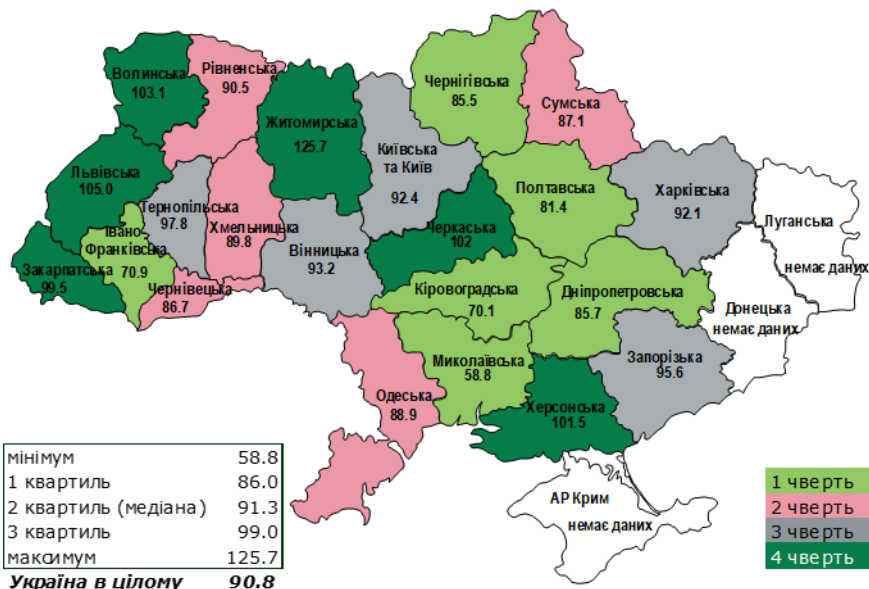 Волинська
103.1
Рівненська
90.5
Житомирська
125.7
Київська
та Київ
92.4
Чернігівська
85.5
Сумська
87.1
Львівська
105.0
Тернопільська
97.8
Хмельницька
89.8
Івано
Франківська
70.9
Закарпатська
99.5
Чернівецька
86.7
Вінницька
93.2
Черкаська
102
Полтавська
81.4
Харківська
92.1
Луганська
немає даних
Донецька
немає даних
Кіровоградська
70.1
Дніпропетровська
85.7
Запорізька
95.6
Миколаївська
58.8
Одеська
88.9
Херсонська
101.5
АР Крим
немає даних
мінімум 58.8
1 квартиль 86.0
2 квартиль (медіана) 91.3
3 квартиль 99.0
максимум 125.7
Україна в цілому 90.8
1 чверть
2 чверть
3 чверть
4 чверть